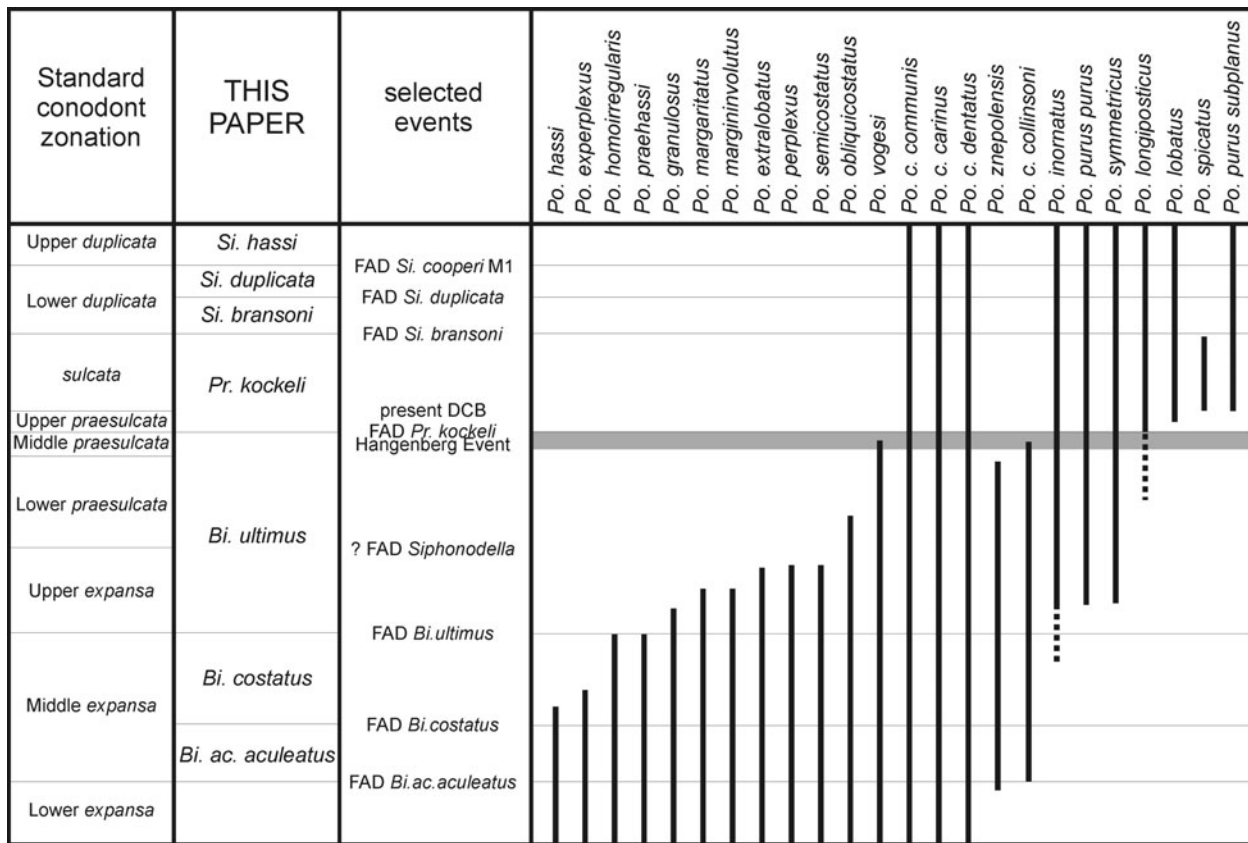 Standard
conodont
zonation
THIS
PAPER
selected
events
Po. hassi
Po. experplexus
Po. homoirregularis
Po. praehassi
Po. granulosus
Po. margaritatus
Po. marginvolutus
Po. extralobatus
Po. perplexus
Po. semicostatus
Po. obliquicostatus
Po. vogesi
Po. c. communis
Po. c. carinus
Po. c. dentatus
Po. znepolensis
Po. c. collinsoni
Po. inornatus
Po. purus purus
Po. symmetricus
Po. longiposticus
Po. lobatus
Po. spicatus
Po. purus subplanus
Upper duplicata
Lower duplicata
sulcata
Upper praesulcata
Middle praesulcata
Lower praesulcata
Upper expansa
Middle expansa
Lower expansa
Si. hassi
Si. duplicata
Si. bransoni
Pr. kockeli
Bi. ultimus
Bi. costatus
Bi. ac. aculeatus
FAD Si. cooperi M1
FAD Si. duplicata
FAD Si. bransoni
present DCB
FAD Pr. kockeli
Hangenberg Event
? FAD Siphonodella
FAD Bi.ultimus
FAD Bi.costatus
FAD Bi.ac.aculeatus